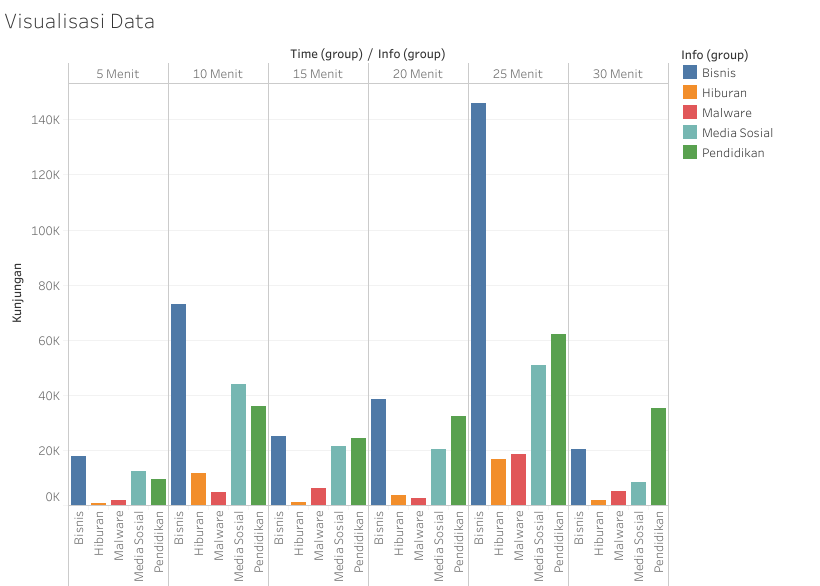 Visualisasi Data
Time (group) / Info (group)
5 Menit 10 Menit 15 Menit 20 Menit 25 Menit 30 Menit
Info (group)
Bisnis
Hiburan
Malware
Media Sosial
Pendidikan
Kunjungan
140K
120K
100K
80K
60K
40K
20K
0K
Bisnis
Hiburan
Malware
Media Sosial
Pendidikan
Bisnis
Hiburan
Malware
Media Sosial
Pendidikan
Bisnis
Hiburan
Malware
Media Sosial
Pendidikan
Bisnis
Hiburan
Malware
Media Sosial
Pendidikan
Bisnis
Hiburan
Malware
Media Sosial
Pendidikan
Bisnis
Hiburan
Malware
Media Sosial
Pendidikan